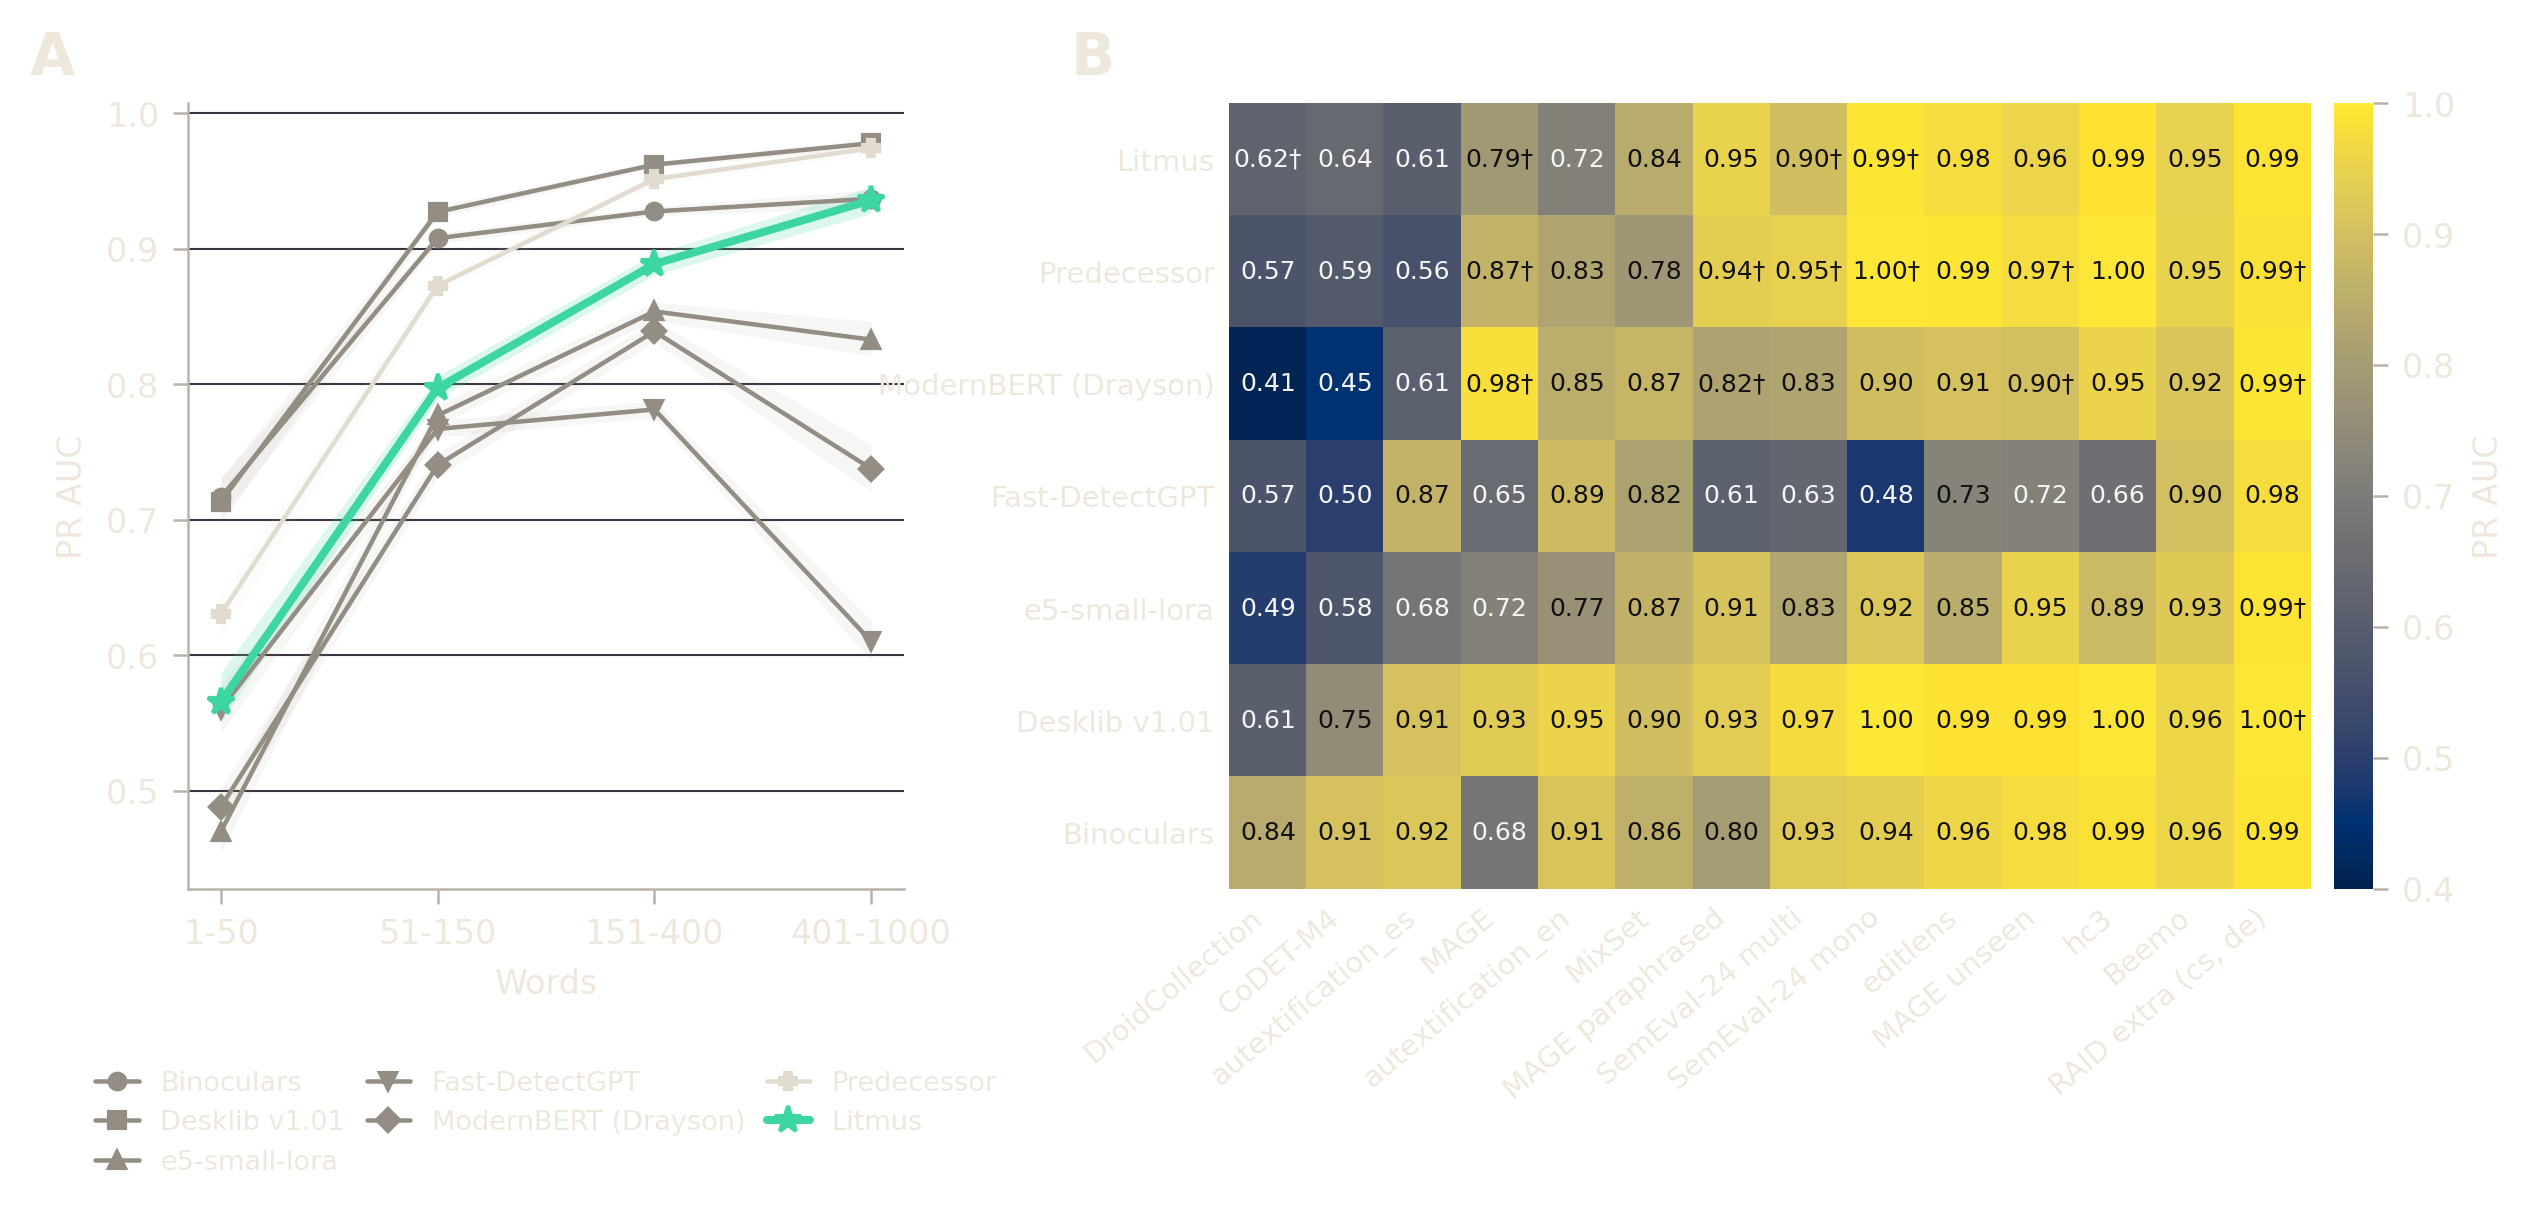 A
1.0
0.9
0.8
0.7
0.6
0.5
PR AUC
1-50 51-150 151-400 401-1000
Words
Binoculars
Desklib v1.01
e5-small-lora
Fast-DetectGPT
ModernBERT (Drayson)
Predecessor
Litmus
B
Litmus 0.62† 0.64 0.61 0.79† 0.72 0.84 0.95 0.90† 0.99† 0.98 0.96 0.99 0.95 0.99
Predecessor 0.57 0.59 0.56 0.87† 0.83 0.78 0.94† 0.95† 1.00† 0.99 0.97† 1.00 0.95 0.99†
ModernBERT (Drayson) 0.41 0.45 0.61 0.98† 0.85 0.87 0.82† 0.83 0.90 0.91 0.90† 0.95 0.92 0.99†
Fast-DetectGPT 0.57 0.50 0.87 0.65 0.89 0.82 0.61 0.63 0.48 0.73 0.72 0.66 0.90 0.98
e5-small-lora 0.49 0.58 0.68 0.72 0.77 0.87 0.91 0.83 0.92 0.85 0.95 0.89 0.93 0.99†
Desklib v1.01 0.61 0.75 0.91 0.93 0.95 0.90 0.93 0.97 1.00 0.99 0.99 1.00 0.96 1.00†
Binoculars 0.84 0.91 0.92 0.68 0.91 0.86 0.80 0.93 0.94 0.96 0.98 0.99 0.96 0.99
DroidCollection
CoDET-M4
autextification_es
MAGE
autextification_en
MixSet
MAGE paraphrased
SemEval-24 multi
SemEval-24 mono
editlens
MAGE unseen
hc3
Beemo
RAID extra (cs, de)
1.0
0.9
0.8
0.7
0.6
0.5
0.4
PR AUC